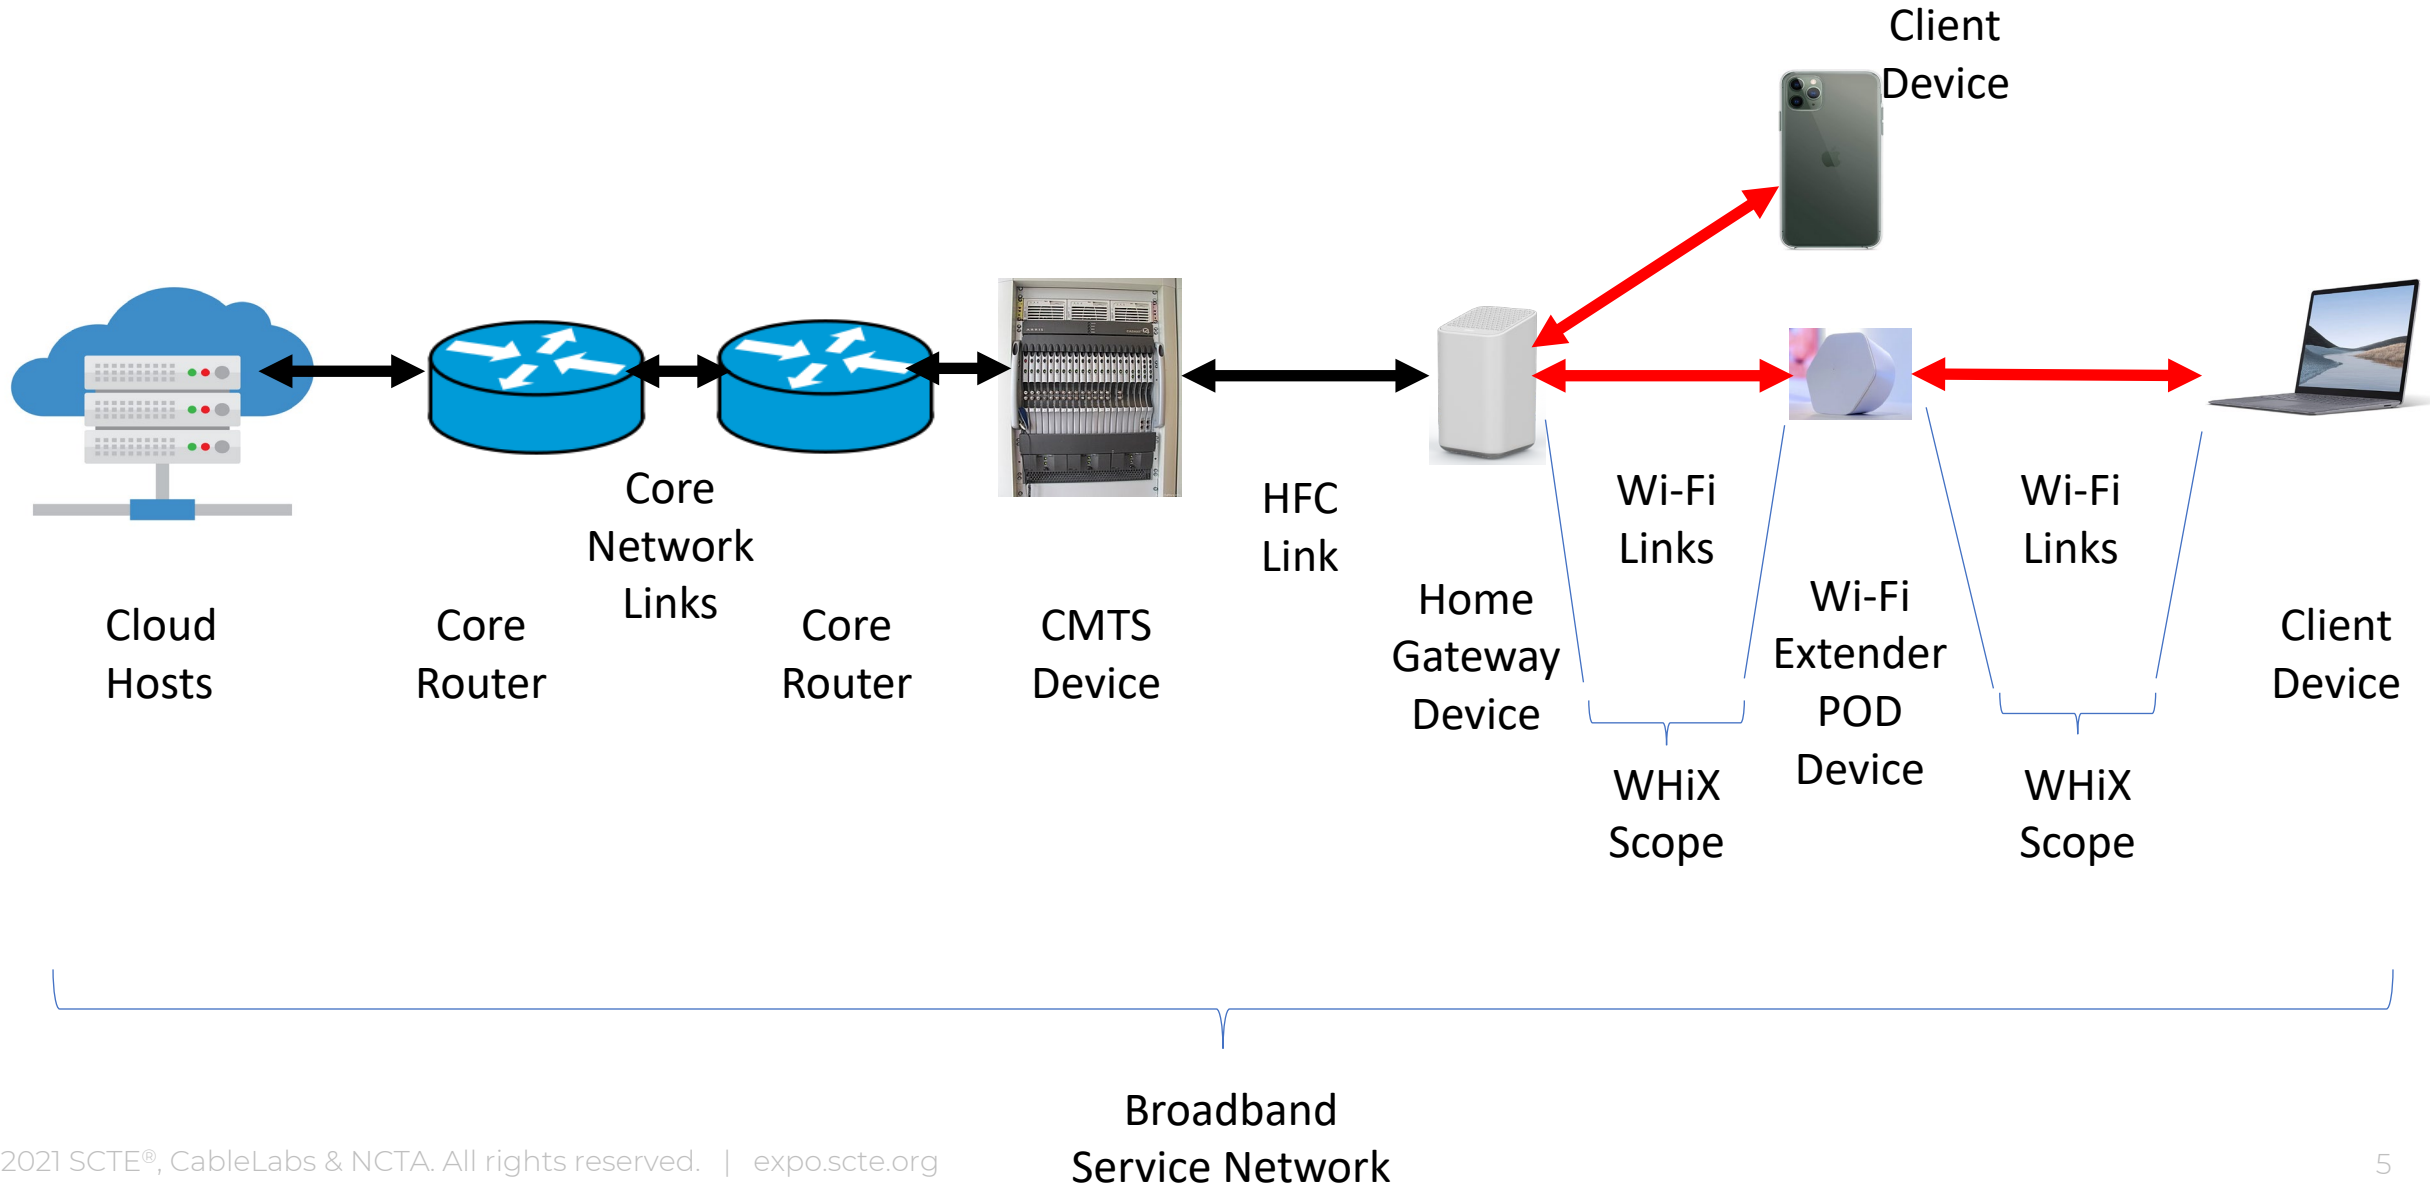 Client
Device
Core
Network
Links
HFC
Link
Wi-Fi
Links
Wi-Fi
Links
Cloud
Hosts
Core
Router
Core
Router
CMTS
Device
Home
Gateway
Device
Wi-Fi
Extender
POD
Device
Client
Device
WHiX
Scope
WHiX
Scope
Broadband
Service Network
2021 SCTE®, CableLabs & NCTA. All rights reserved. | expo.scte.org
5